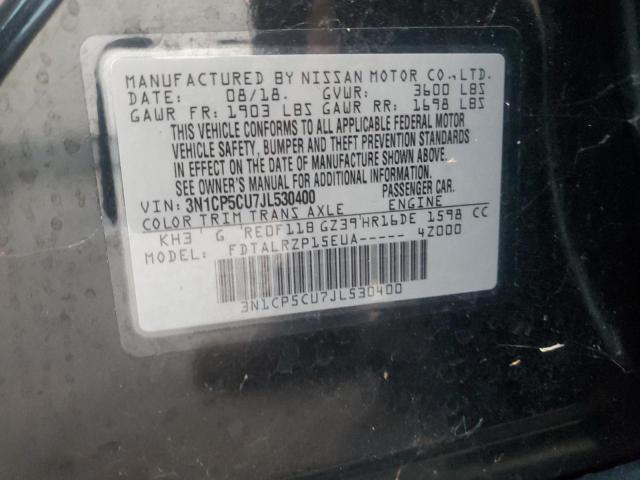 MANUFACTURED BY NISSAN MOTOR CO.,LTD.
DATE: 08/18. GVWR: 3600 LBS
GAWR FR: 1903 LBS GAWR RR: 1698 LBS
THIS VEHICLE CONFORMS TO ALL APPLICABLE FEDERAL MOTOR
VEHICLE SAFETY, BUMPER AND THEFT PREVENTION STANDARDS
IN EFFECT ON THE DATE OF MANUFACTURE SHOWN ABOVE.
SEE OWNER'S MANUAL FOR ADDITIONAL INFORMATION.
VIN: 3N1CP5CU7JL530400 PASSENGER CAR.
COLOR TRIM TRANS AXLE ENGINE
KH3 G RE0F11B GZ39 HR16DE 1598 CC
FDTALRZP15EUA----- 4Z000
3N1CP5CU7JL530400